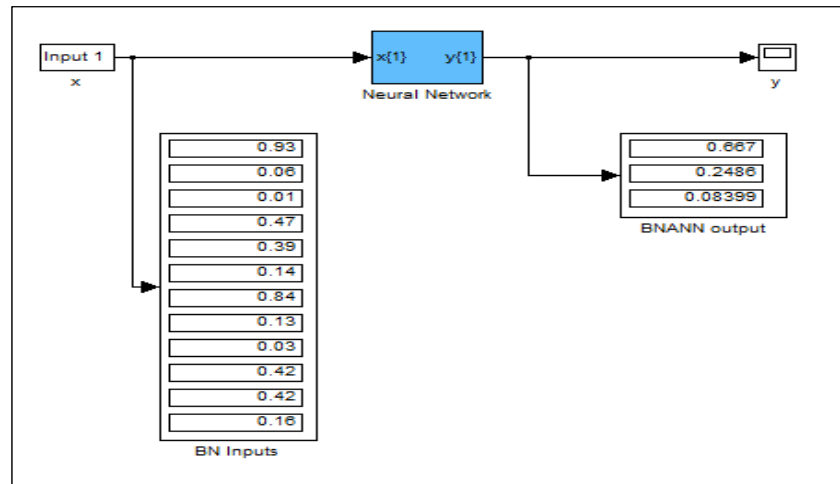 Input 1
x
x{1} y{1}
Neural Network
y
0.93
0.06
0.01
0.47
0.39
0.14
0.84
0.13
0.03
0.42
0.42
0.16
BN Inputs
0.667
0.2486
0.08399
BNANN output